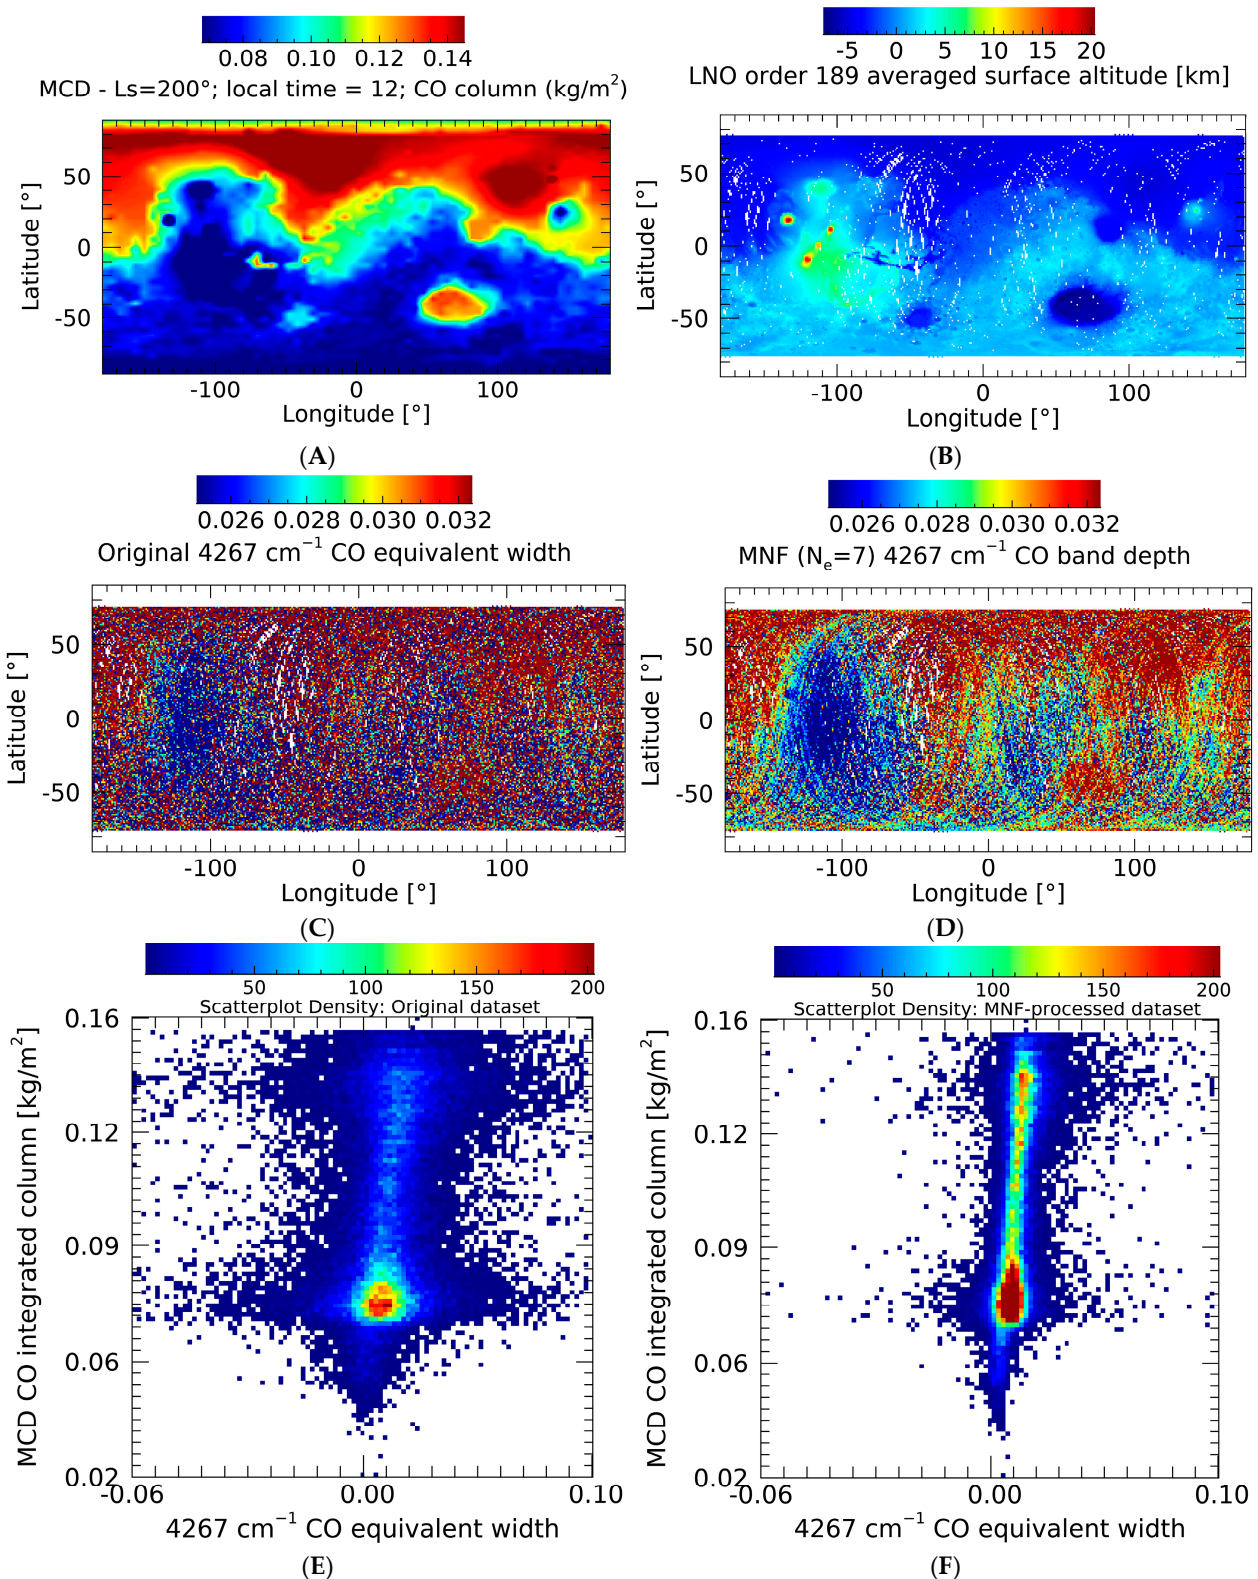 0.08 0.10 0.12 0.14
MCD - Ls=200°; local time = 12; CO column (kg/m²)
50
0
-50
Latitude [°]
-100 0 100
Longitude [°]
(A)
-5 0 5 10 15 20
LNO order 189 averaged surface altitude [km]
50
0
-50
Latitude [°]
-100 0 100
Longitude [°]
(B)
0.026 0.028 0.030 0.032
Original 4267 cm⁻¹ CO equivalent width
50
0
-50
Latitude [°]
-100 0 100
Longitude [°]
(C)
0.026 0.028 0.030 0.032
MNF (Nₑ=7) 4267 cm⁻¹ CO band depth
50
0
-50
Latitude [°]
-100 0 100
Longitude [°]
(D)
50 100 150 200
Scatterplot Density: Original dataset
0.16
0.12
0.09
0.06
0.02
MCD CO integrated column [kg/m²]
-0.06 0.00 0.10
4267 cm⁻¹ CO equivalent width
(E)
50 100 150 200
Scatterplot Density: MNF-processed dataset
0.16
0.12
0.09
0.06
0.02
MCD CO integrated column [kg/m²]
-0.06 0.00 0.10
4267 cm⁻¹ CO equivalent width
(F)